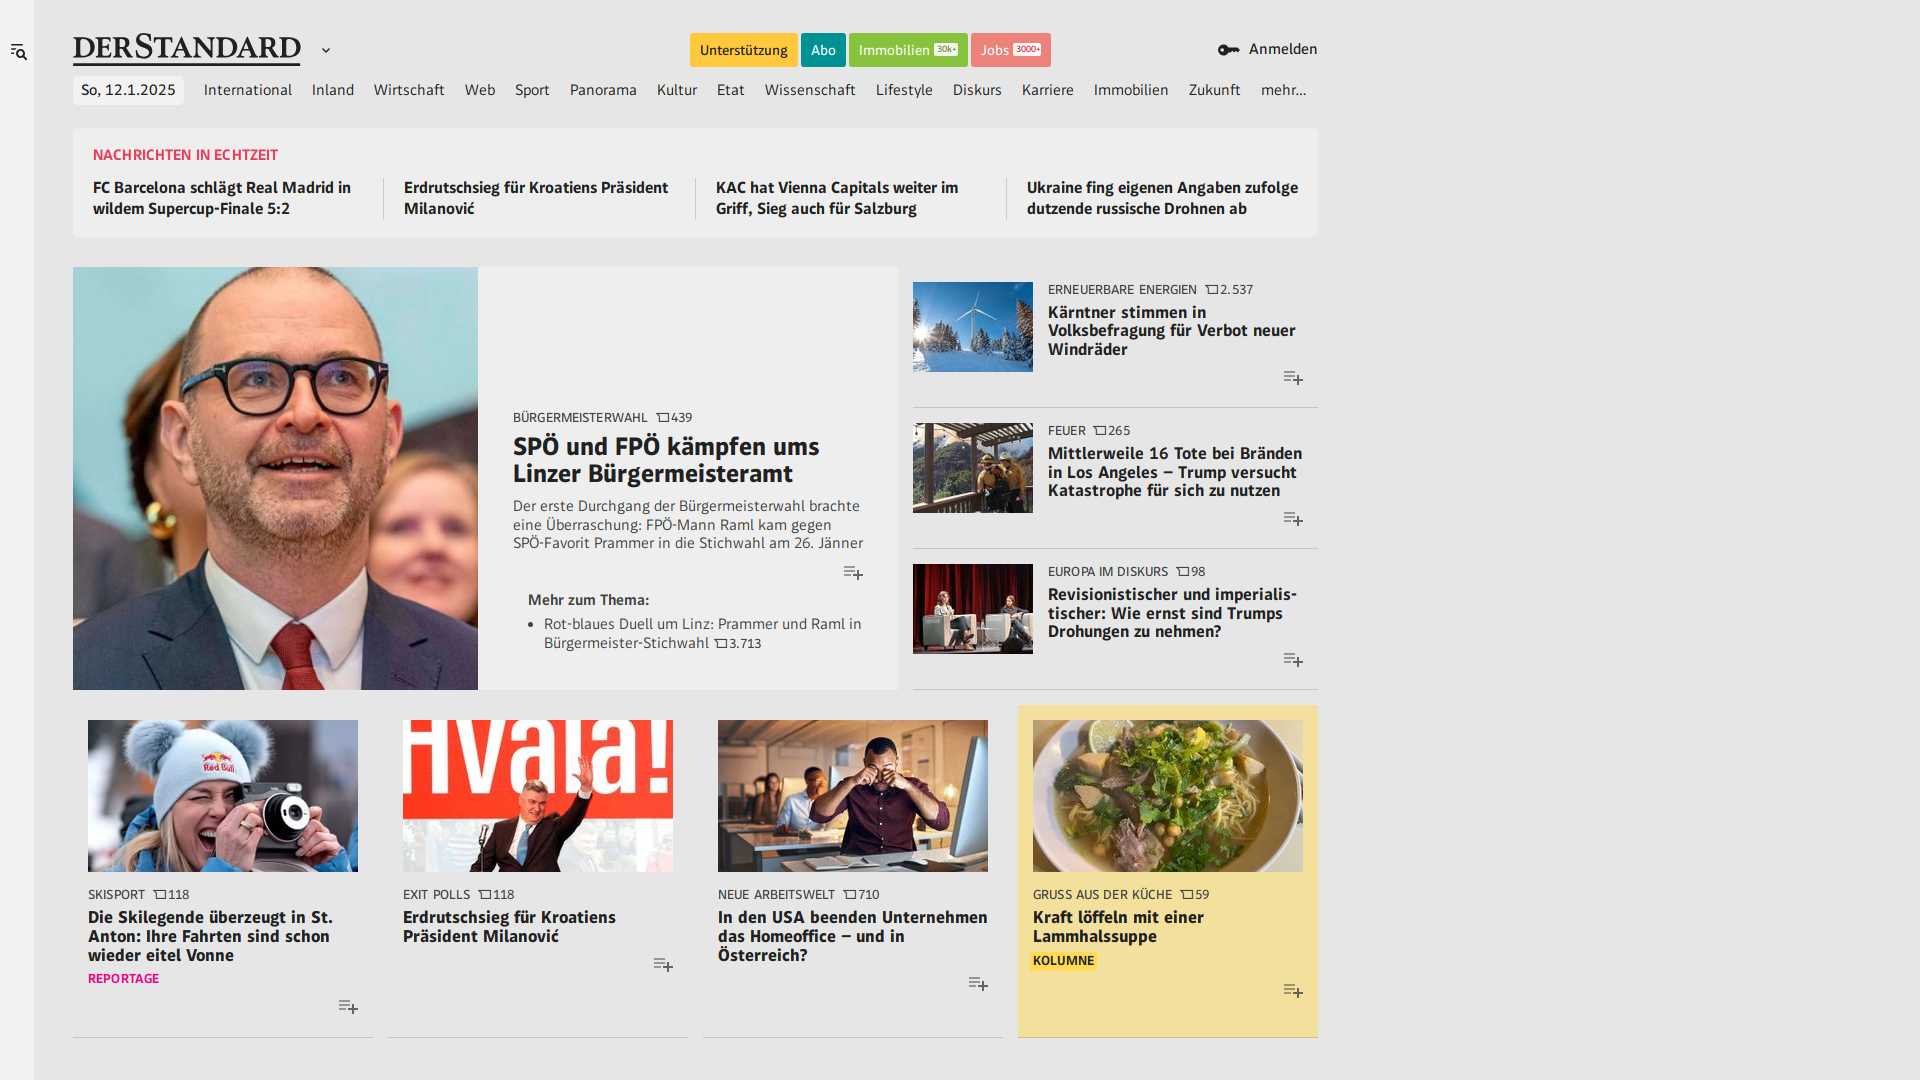 DERSTANDARD
Unterstützung
Abo
Immobilien 30k+
Jobs 3000+
Anmelden
So, 12.1.2025
International
Inland
Wirtschaft
Web
Sport
Panorama
Kultur
Etat
Wissenschaft
Lifestyle
Diskurs
Karriere
Immobilien
Zukunft
mehr...
NACHRICHTEN IN ECHTZEIT
FC Barcelona schlägt Real Madrid in
wildem Supercup-Finale 5:2
Erdrutschsieg für Kroatiens Präsident
Milanović
KAC hat Vienna Capitals weiter im
Griff, Sieg auch für Salzburg
Ukraine fing eigenen Angaben zufolge
dutzende russische Drohnen ab
BÜRGERMEISTERWAHL 439
SPÖ und FPÖ kämpfen ums
Linzer Bürgermeisteramt
Der erste Durchgang der Bürgermeisterwahl brachte
eine Überraschung: FPÖ-Mann Raml kam gegen
SPÖ-Favorit Prammer in die Stichwahl am 26. Jänner
Mehr zum Thema:
• Rot-blaues Duell um Linz: Prammer und Raml in
Bürgermeister-Stichwahl 3.713
ERNEUERBARE ENERGIEN 2.537
Kärntner stimmen in
Volksbefragung für Verbot neuer
Windräder
FEUER 265
Mittlerweile 16 Tote bei Bränden
in Los Angeles – Trump versucht
Katastrophe für sich zu nutzen
EUROPA IM DISKURS 98
Revisionistischer und imperialis-
tischer: Wie ernst sind Trumps
Drohungen zu nehmen?
Red Bull
SKISPORT 118
Die Skilegende überzeugt in St.
Anton: Ihre Fahrten sind schon
wieder eitel Vonne
REPORTAGE
Hvala!
EXIT POLLS 118
Erdrutschsieg für Kroatiens
Präsident Milanović
NEUE ARBEITSWELT 710
In den USA beenden Unternehmen
das Homeoffice – und in
Österreich?
GRUSS AUS DER KÜCHE 59
Kraft löffeln mit einer
Lammhalssuppe
KOLUMNE